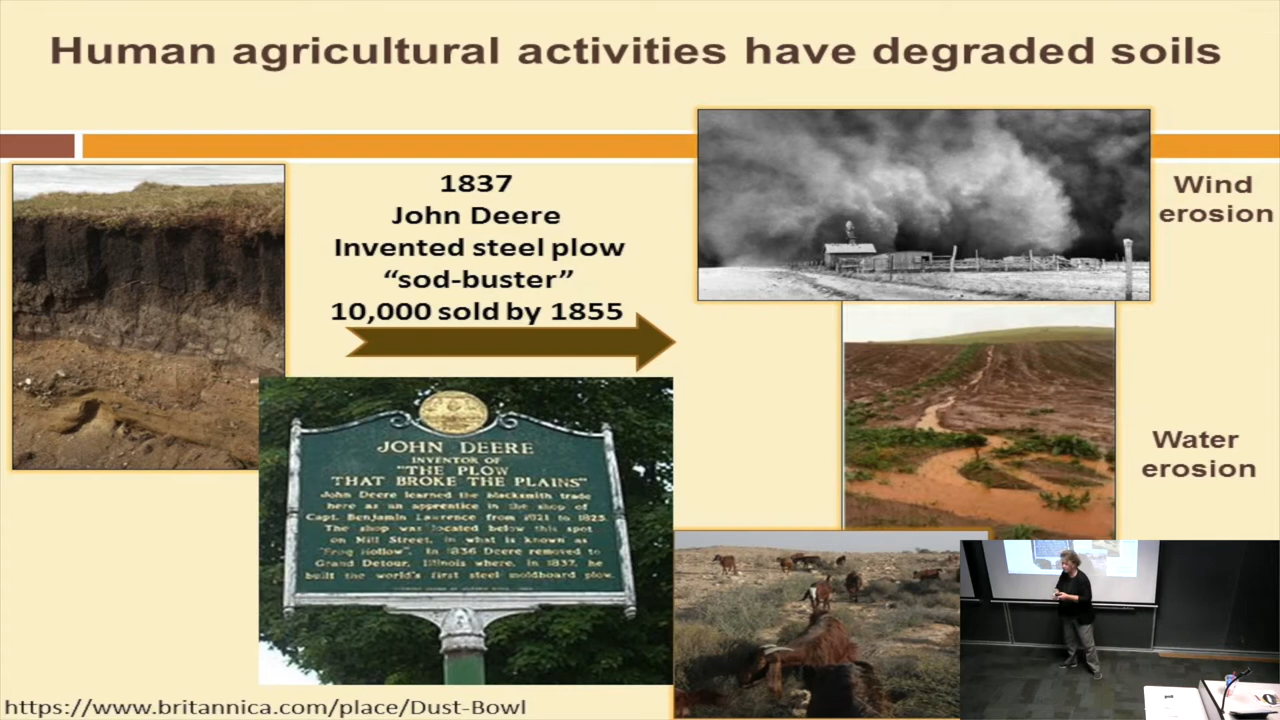 Human agricultural activities have degraded soils
1837
John Deere
Invented steel plow
“sod-buster”
10,000 sold by 1855
Wind
erosion
Water
erosion
JOHN DEERE
INVENTOR OF
"THE PLOW
THAT BROKE THE PLAINS"
John Deere learned the blacksmith trade
here as an apprentice in the shop of
Capt. Benjamin Lawrence from 1821 to 1825.
The shop was located below this spot
on Mill Street, in what is known as
"Frog Hollow". In 1836 Deere removed to
Grand Detour, Illinois where, in 1837, he
built the world's first steel moldboard plow.
https://www.britannica.com/place/Dust-Bowl